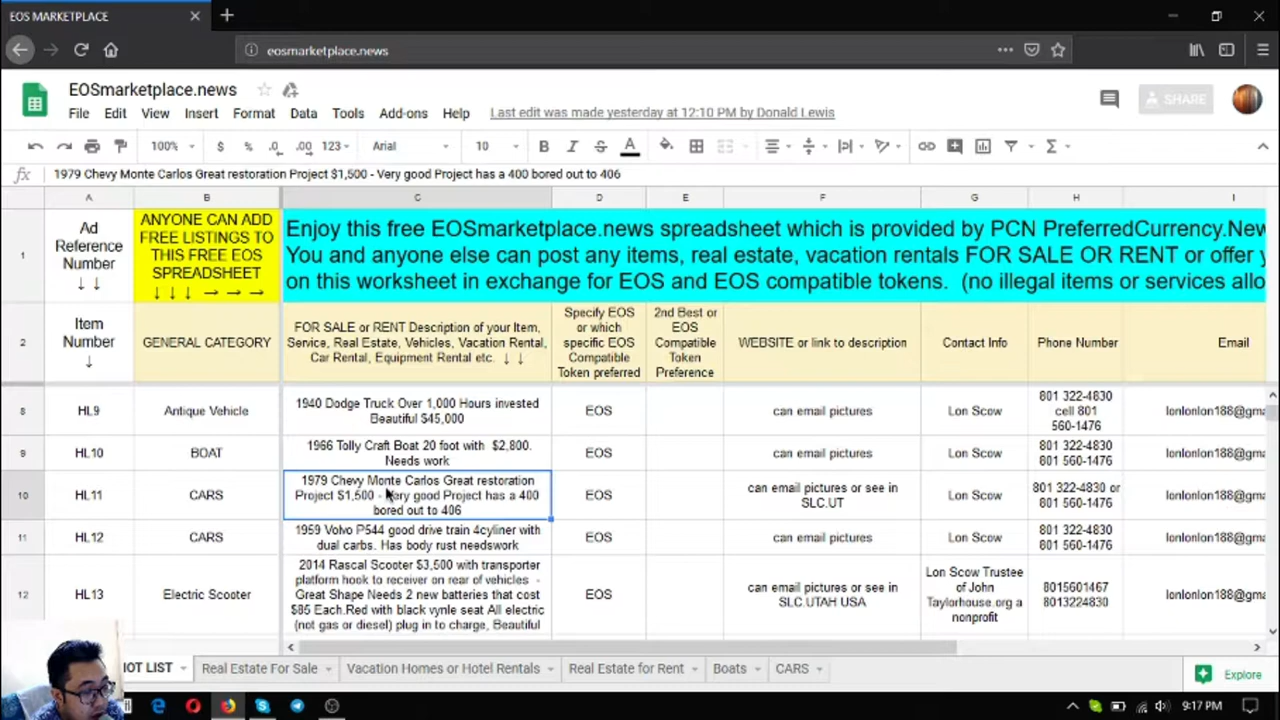 EOS MARKETPLACE
eosmarketplace.news
EOSmarketplace.news
File Edit View Insert Format Data Tools Add-ons Help Last edit was made yesterday at 12:10 PM by Donald Lewis
SHARE
100% $ % .0 .00 123 Arial 10 B I S A
fx 1979 Chevy Monte Carlos Great restoration Project $1,500 - Very good Project has a 400 bored out to 406
A B C D E F G H I
1
Ad
Reference
Number
↓ ↓
ANYONE CAN ADD
FREE LISTINGS TO
THIS FREE EOS
SPREADSHEET
↓ ↓ ↓ → → →
Enjoy this free EOSmarketplace.news spreadsheet which is provided by PCN PreferredCurrency.New
You and anyone else can post any items, real estate, vacation rentals FOR SALE OR RENT or offer y
on this worksheet in exchange for EOS and EOS compatible tokens. (no illegal items or services allo
2
Item
Number
↓
GENERAL CATEGORY
FOR SALE or RENT Description of your Item,
Service, Real Estate, Vehicles, Vacation Rental,
Car Rental, Equipment Rental etc. ↓ ↓
Specify EOS
or which
specific EOS
Compatible
Token preferred
2nd Best or
EOS
Compatible
Token
Preference
WEBSITE or link to description
Contact Info
Phone Number
Email
8
HL9
Antique Vehicle
1940 Dodge Truck Over 1,000 Hours invested
Beautiful $45,000
EOS
can email pictures
Lon Scow
801 322-4830
cell 801
560-1476
lonlonlon188@gma
9
HL10
BOAT
1966 Tolly Craft Boat 20 foot with $2,800.
Needs work
EOS
can email pictures
Lon Scow
801 322-4830
801 560-1476
lonlonlon188@gma
10
HL11
CARS
1979 Chevy Monte Carlos Great restoration
Project $1,500 - Very good Project has a 400
bored out to 406
EOS
can email pictures or see in
SLC.UT
Lon Scow
801 322-4830 or
801 560-1476
lonlonlon188@gma
11
HL12
CARS
1959 Volvo P544 good drive train 4cyliner with
dual carbs. Has body rust needswork
EOS
can email pictures
Lon Scow
801 322-4830
801 560-1476
lonlonlon188@gma
12
HL13
Electric Scooter
2014 Rascal Scooter $3,500 with transporter
platform hook to receiver on rear of vehicles -
Great Shape Needs 2 new batteries that cost
$85 Each.Red with black vynle seat All electric
(not gas or diesel) plug in to charge, Beautiful
EOS
can email pictures or see in
SLC.UTAH USA
Lon Scow Trustee
of John
Taylorhouse.org a
nonprofit
8015601467
8013224830
lonlonlon188@gma
HOT LIST Real Estate For Sale Vacation Homes or Hotel Rentals Real Estate for Rent Boats CARS
Explore
9:17 PM